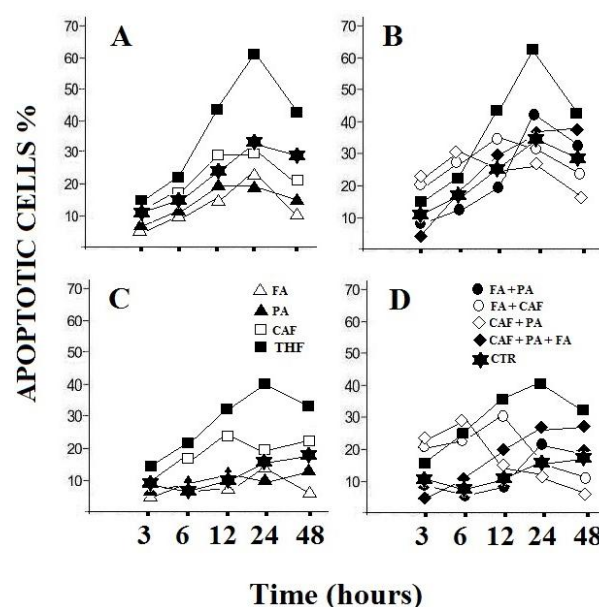 APOPTOTIC CELLS %
A
70
60
50
40
30
20
10
B
70
60
50
40
30
20
10
C
70
60
50
40
30
20
10
FA
PA
CAF
THF
3 6 12 24 48
D
70
60
50
40
30
20
10
FA + PA
FA + CAF
CAF + PA
CAF + PA + FA
CTR
3 6 12 24 48
Time (hours)